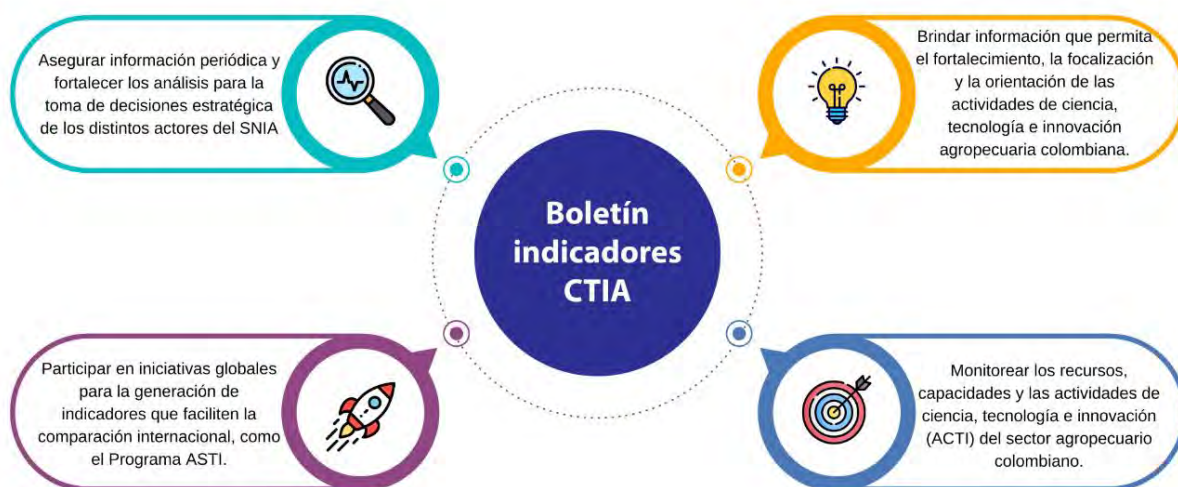 Asegurar información periódica y
fortalecer los análisis para la
toma de decisiones estratégica
de los distintos actores del SNIA
Brindar información que permita
el fortalecimiento, la focalización
y la orientación de las
actividades de ciencia,
tecnología e innovación
agropecuaria colombiana.
Boletín
indicadores
CTIA
Participar en iniciativas globales
para la generación de
indicadores que faciliten la
comparación internacional, como
el Programa ASTI.
Monitorear los recursos,
capacidades y las actividades de
ciencia, tecnología e innovación
(ACTI) del sector agropecuario
colombiano.